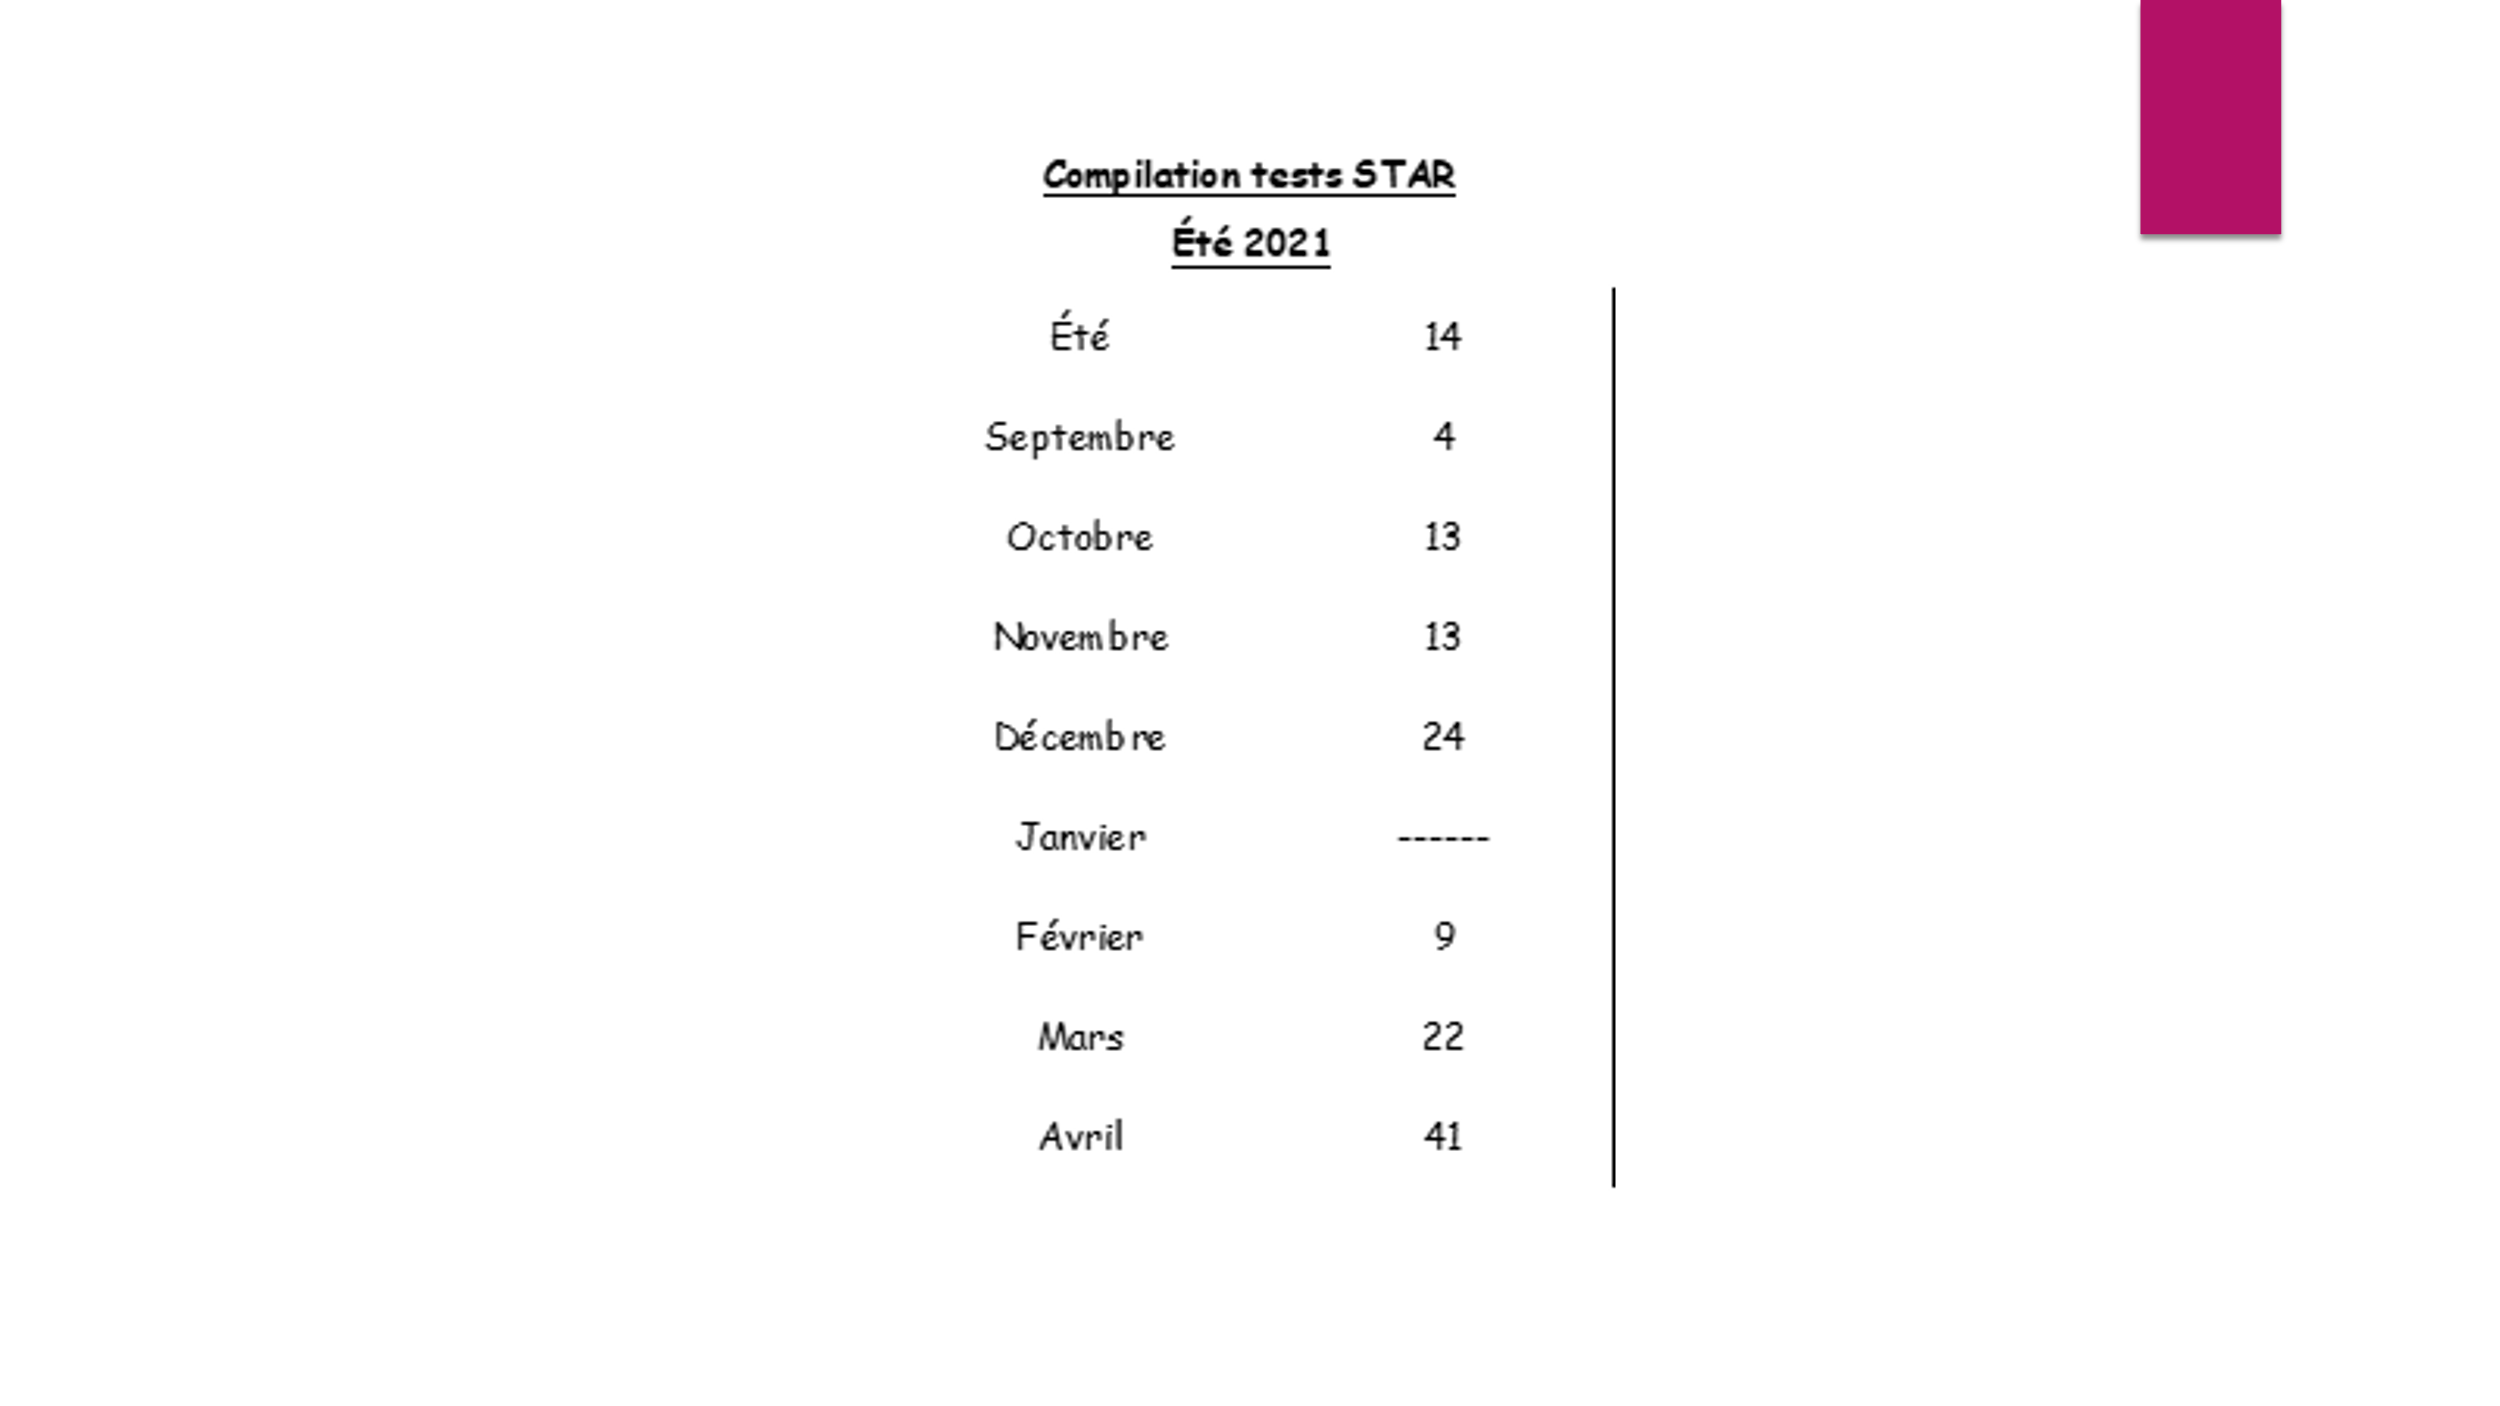 Compilation tests STAR
Été 2021
Été 14
Septembre 4
Octobre 13
Novembre 13
Décembre 24
Janvier ------
Février 9
Mars 22
Avril 41